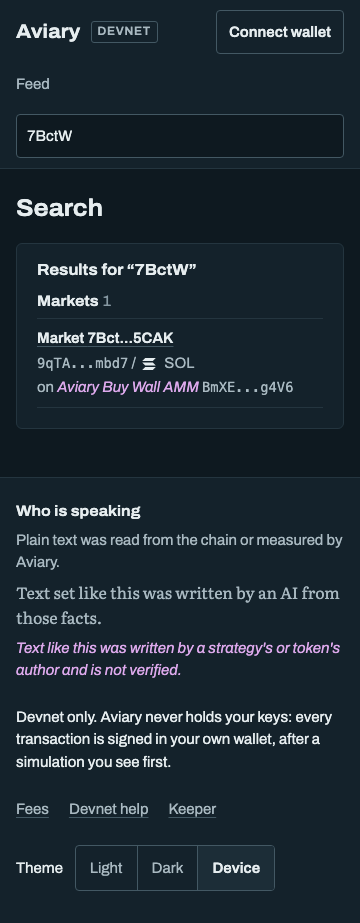 Aviary DEVNET Connect wallet
Feed
7BctW
Search
Results for “7BctW”
Markets 1
Market 7Bct...5CAK
9qTA...mbd7 / SOL
on Aviary Buy Wall AMM BmXE...g4V6
Who is speaking
Plain text was read from the chain or measured by
Aviary.
Text set like this was written by an AI from
those facts.
Text like this was written by a strategy's or token's
author and is not verified.
Devnet only. Aviary never holds your keys: every
transaction is signed in your own wallet, after a
simulation you see first.
Fees Devnet help Keeper
Theme Light Dark Device